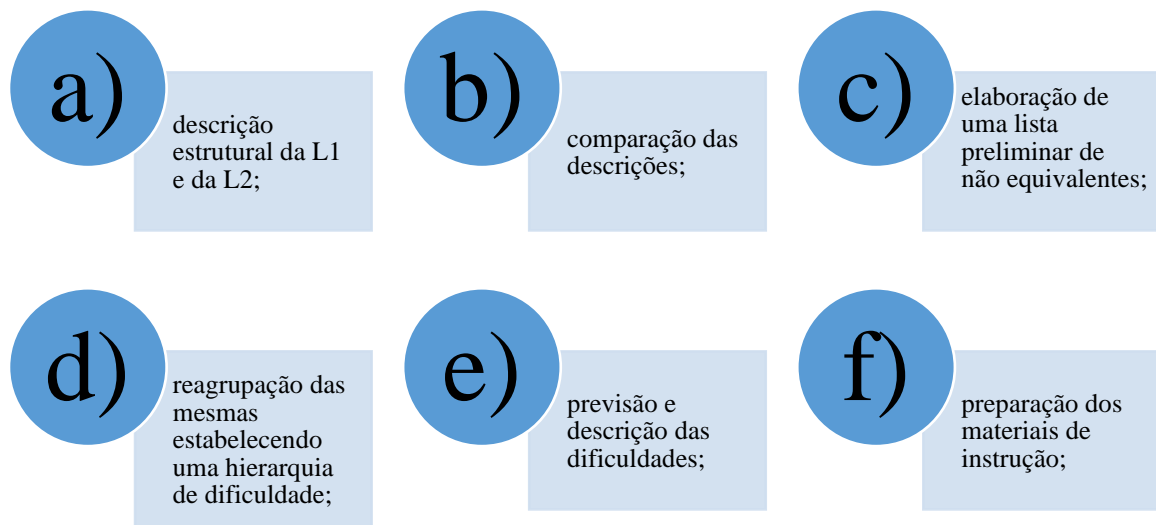 a)
descrição
estrutural da L1
e da L2;
b)
comparação das
descrições;
c)
elaboração de
uma lista
preliminar de
não equivalentes;
d)
reagrupação das
mesmas
estabelecendo
uma hierarquia
de dificuldade;
e)
previsão e
descrição das
dificuldades;
f)
preparação dos
materiais de
instrução;